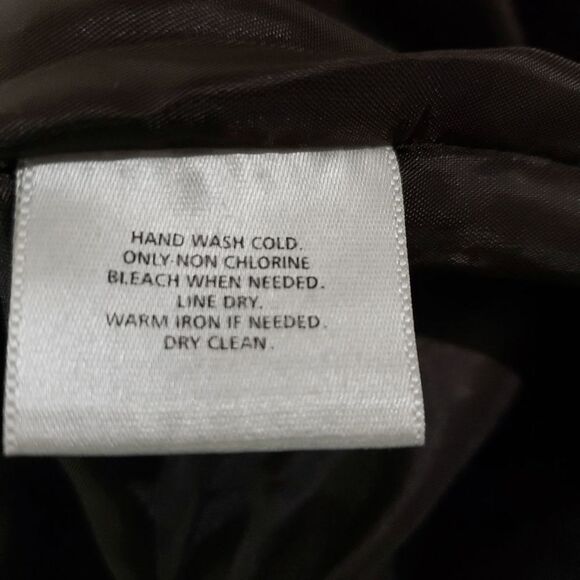 HAND WASH COLD.
ONLY-NON CHLORINE
BLEACH WHEN NEEDED.
LINE DRY.
WARM IRON IF NEEDED.
DRY CLEAN.